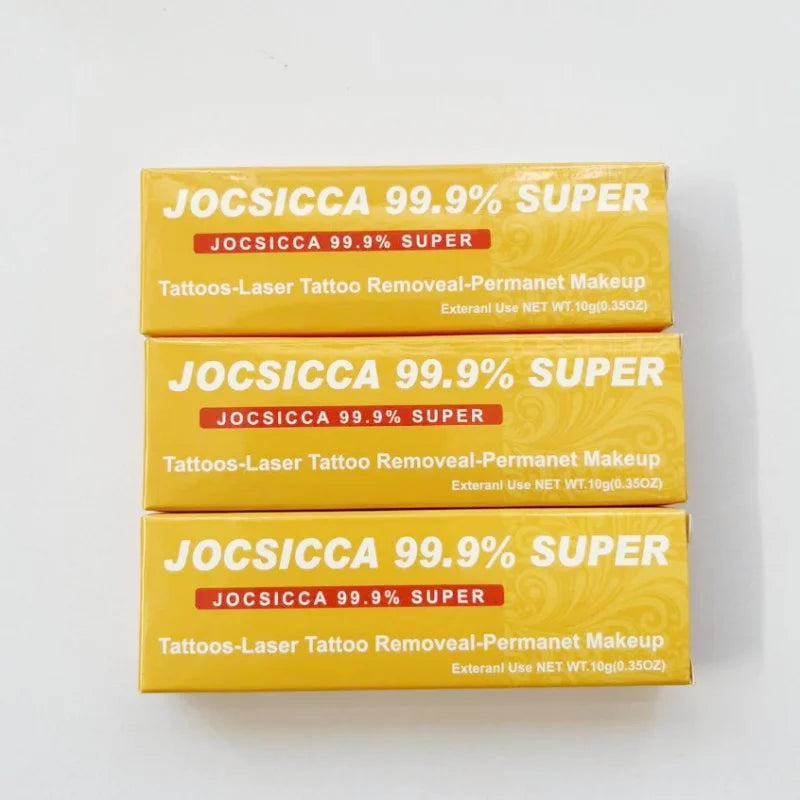 JOCSICCA 99.9% SUPER
JOCSICCA 99.9% SUPER
Tattoos-Laser Tattoo Removeal-Permanet Makeup
Exteranl Use NET WT.10g(0.35OZ)
JOCSICCA 99.9% SUPER
JOCSICCA 99.9% SUPER
Tattoos-Laser Tattoo Removeal-Permanet Makeup
Exteranl Use NET WT.10g(0.35OZ)
JOCSICCA 99.9% SUPER
JOCSICCA 99.9% SUPER
Tattoos-Laser Tattoo Removeal-Permanet Makeup
Exteranl Use NET WT.10g(0.35OZ)